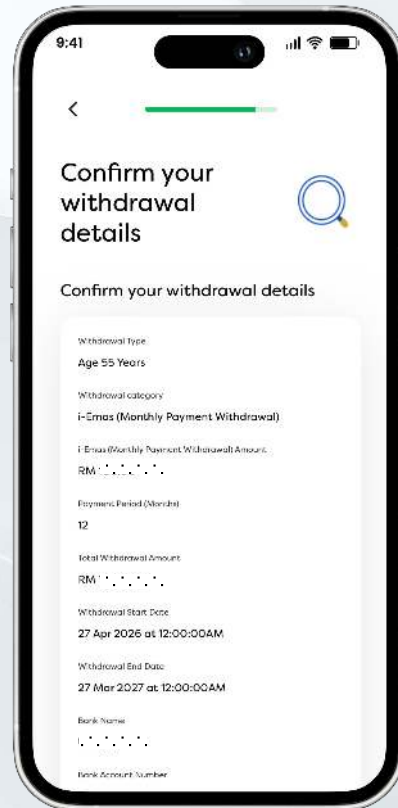 9:41
Confirm your
withdrawal
details
Confirm your withdrawal details
Withdrawal Type
Age 55 Years
Withdrawal category
i-Emas (Monthly Payment Withdrawal)
i-Emas (Monthly Payment Withdrawal) Amount
RM
Payment Period (Months)
12
Total Withdrawal Amount
RM
Withdrawal Start Date
27 Apr 2026 at 12:00:00AM
Withdrawal End Date
27 Mar 2027 at 12:00:00AM
Bank Name
Bank Account Number